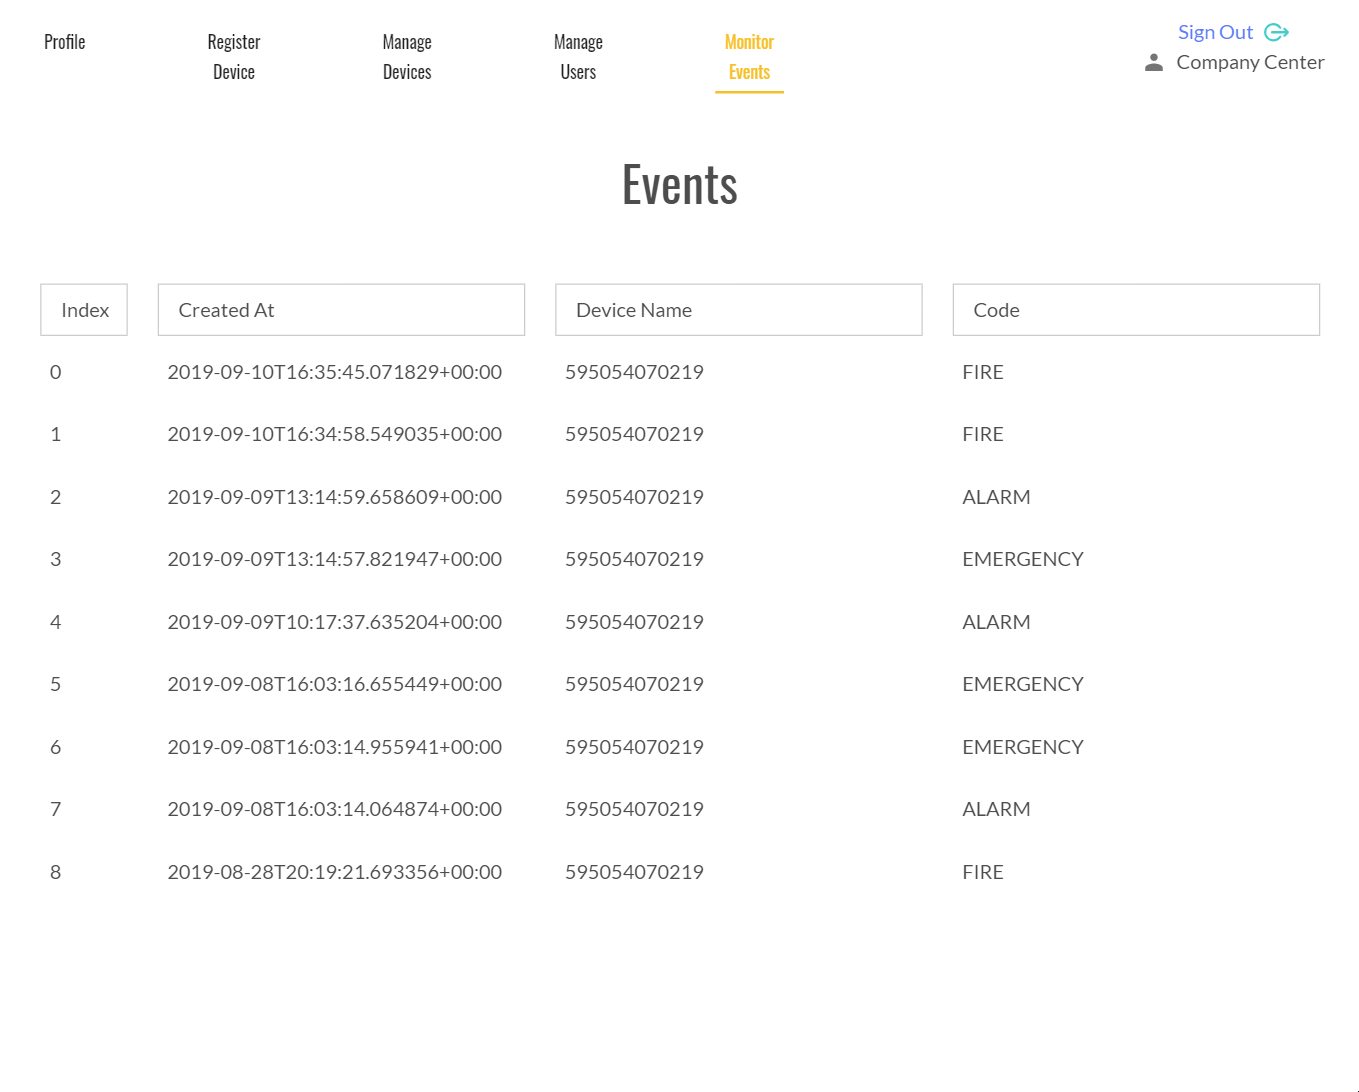 Profile
Register
Device
Manage
Devices
Manage
Users
Monitor
Events
Sign Out
Company Center
Events
Index Created At Device Name Code
0 2019-09-10T16:35:45.071829+00:00 595054070219 FIRE
1 2019-09-10T16:34:58.549035+00:00 595054070219 FIRE
2 2019-09-09T13:14:59.658609+00:00 595054070219 ALARM
3 2019-09-09T13:14:57.821947+00:00 595054070219 EMERGENCY
4 2019-09-09T10:17:37.635204+00:00 595054070219 ALARM
5 2019-09-08T16:03:16.655449+00:00 595054070219 EMERGENCY
6 2019-09-08T16:03:14.955941+00:00 595054070219 EMERGENCY
7 2019-09-08T16:03:14.064874+00:00 595054070219 ALARM
8 2019-08-28T20:19:21.693356+00:00 595054070219 FIRE